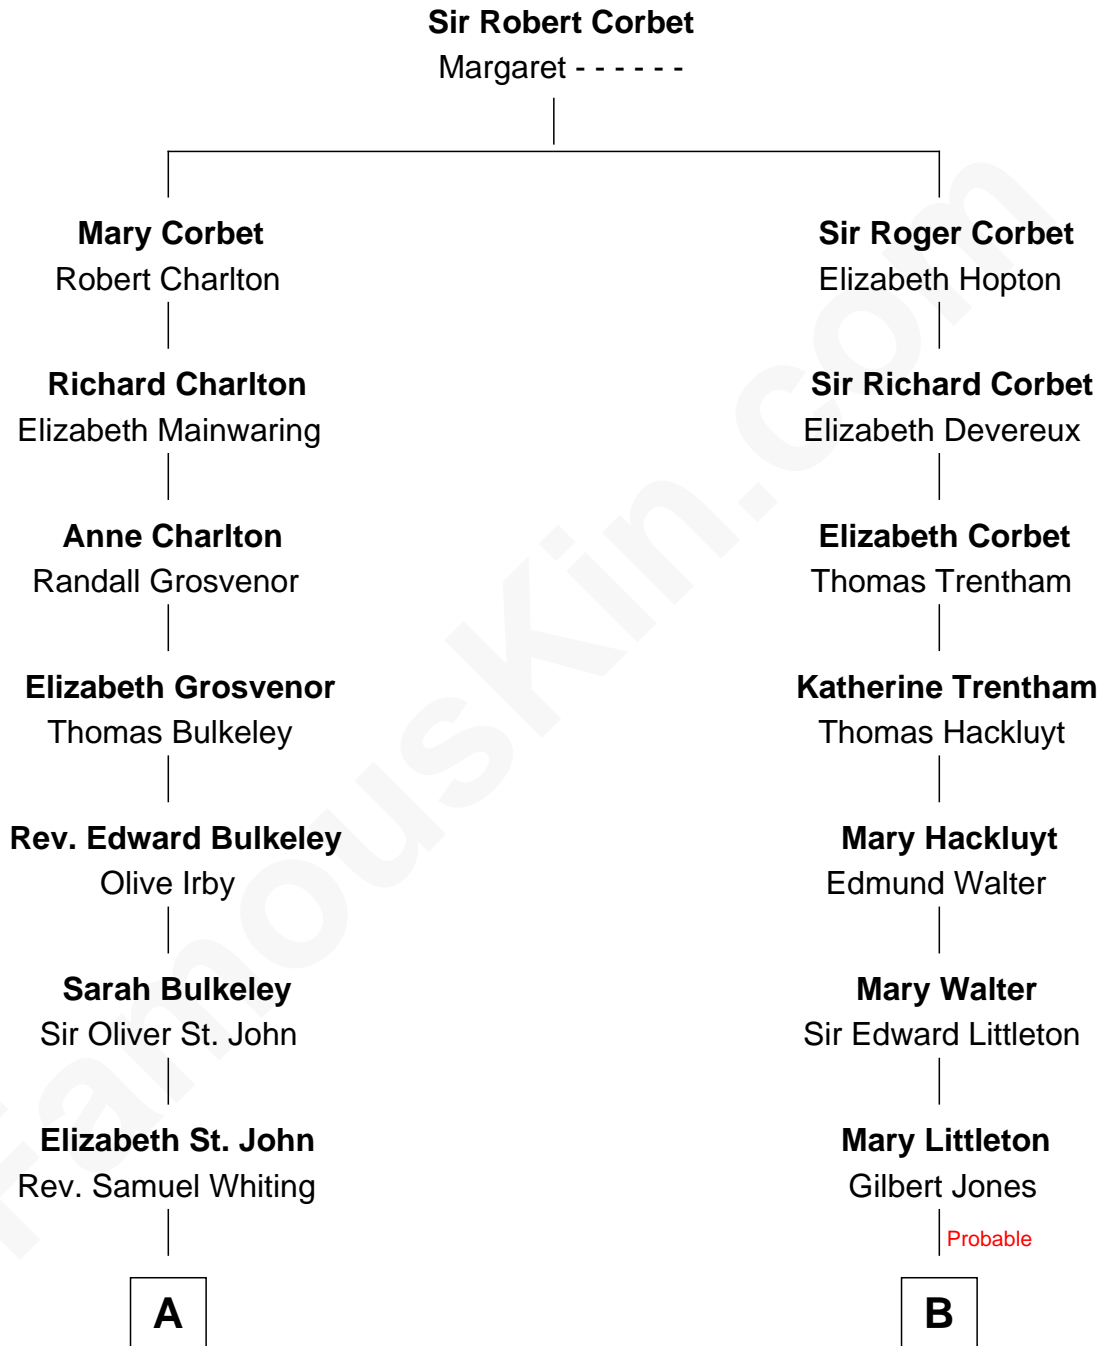 Sir Robert Corbet
Margaret - - - - - -
Mary Corbet
Robert Charlton
Sir Roger Corbet
Elizabeth Hopton
Richard Charlton
Elizabeth Mainwaring
Sir Richard Corbet
Elizabeth Devereux
Anne Charlton
Randall Grosvenor
Elizabeth Corbet
Thomas Trentham
Elizabeth Grosvenor
Thomas Bulkeley
Katherine Trentham
Thomas Hackluyt
Rev. Edward Bulkeley
Olive Irby
Mary Hackluyt
Edmund Walter
Sarah Bulkeley
Sir Oliver St. John
Mary Walter
Sir Edward Littleton
Elizabeth St. John
Rev. Samuel Whiting
Mary Littleton
Gilbert Jones
Probable
A
B
FamousKin.com